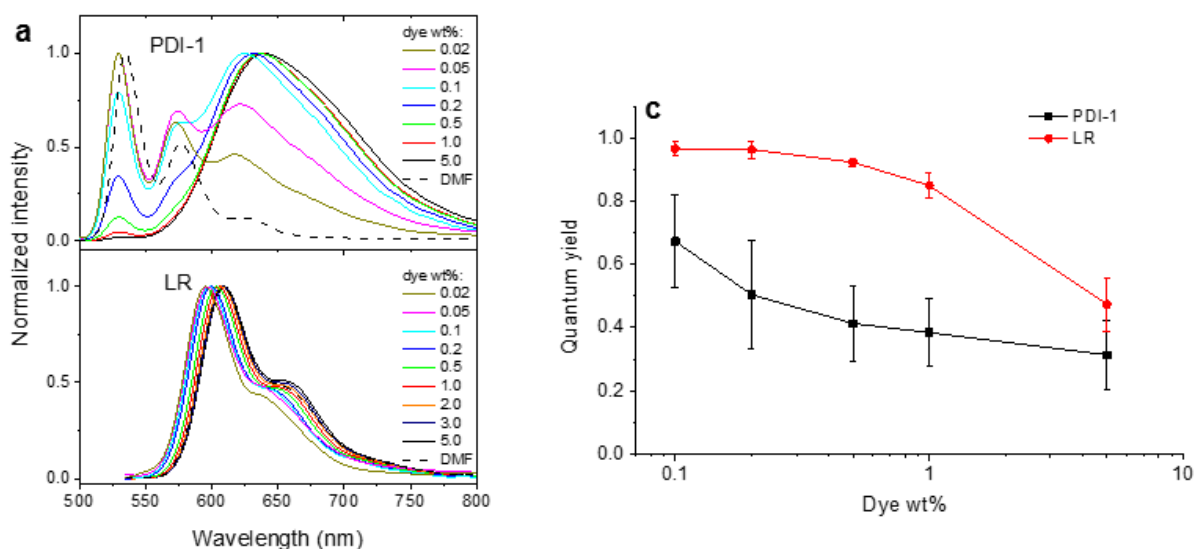 a
PDI-1
dye wt%:
0.02
0.05
0.1
0.2
0.5
1.0
5.0
DMF
1.0
0.5
0.0
LR
dye wt%:
0.02
0.05
0.1
0.2
0.5
1.0
2.0
3.0
5.0
DMF
1.0
0.5
0.0
500 550 600 650 700 750 800
Normalized intensity
Wavelength (nm)
c
PDI-1
LR
1.0
0.8
0.6
0.4
0.2
0.0
0.1 1 10
Quantum yield
Dye wt%